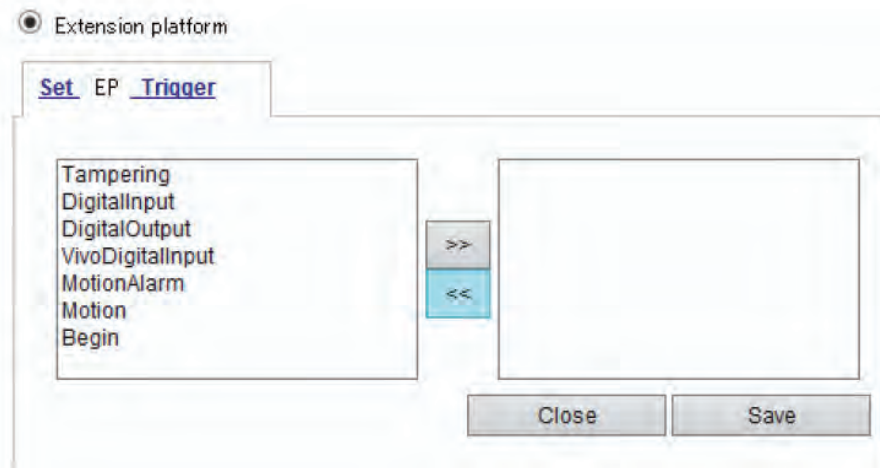 Extension platform
Set EP Trigger
Tampering
DigitalInput
DigitalOutput
VivoDigitalInput
MotionAlarm
Motion
Begin
>>
<<
Close Save